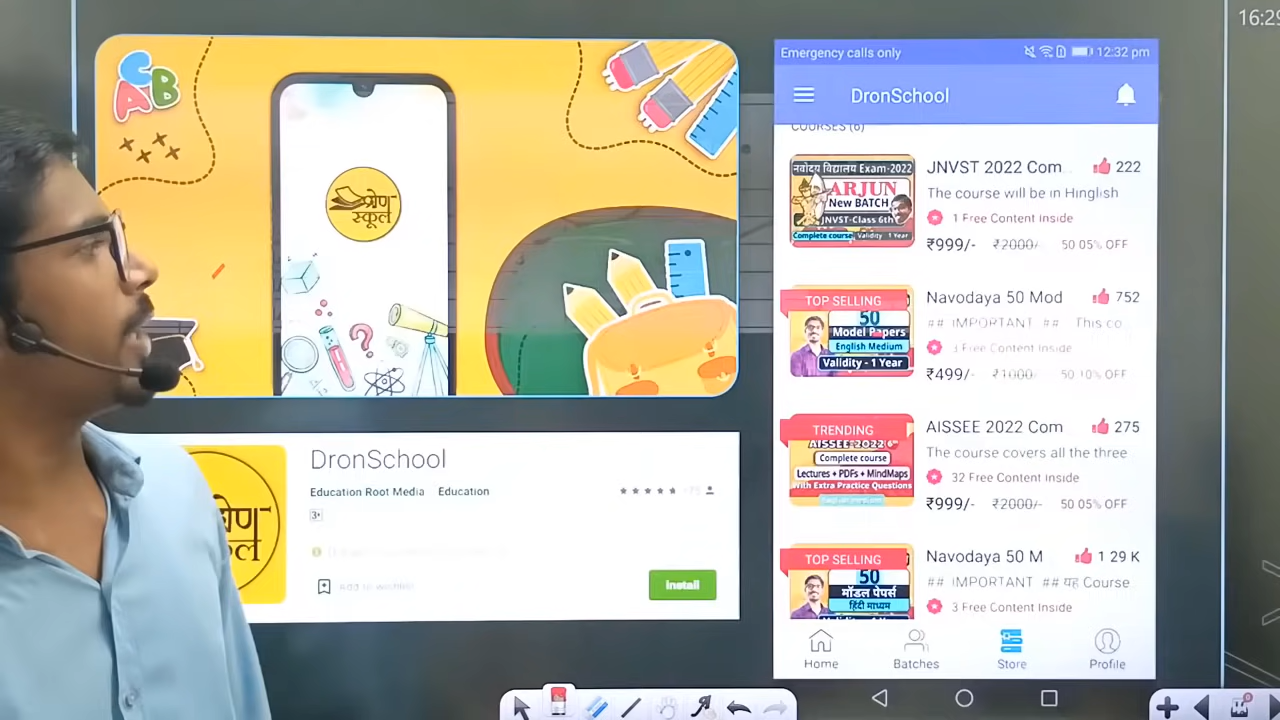 16:29
C
A B
द्रोण
स्कूल
DronSchool
Education Root Media Education
3+
Add to wishlist
Install
Emergency calls only 12:32 pm
DronSchool
COURSES (6)
नवोदय विद्यालय Exam-2022
ARJUN
New BATCH
JNVST-Class 6th
Complete course Validity 1 Year
JNVST 2022 Com 222
The course will be in Hinglish
1 Free Content Inside
₹999/- ₹2000/- 50 05% OFF
TOP SELLING
50
Model Papers
English Medium
Validity - 1 Year
Navodaya 50 Mod 752
## IMPORTANT ## This co
3 Free Content Inside
₹499/- ₹1000 50 10% OFF
TRENDING
AISSEE 2022
Complete course
Lectures + PDFs + MindMaps
With Extra Practice Questions
AISSEE 2022 Com 275
The course covers all the three
32 Free Content Inside
₹999/- ₹2000/- 50 05% OFF
TOP SELLING
50
मॉडल पेपर्स
हिंदी माध्यम
Navodaya 50 M 1 29 K
## IMPORTANT ## यह Course
3 Free Content Inside
Home Batches Store Profile